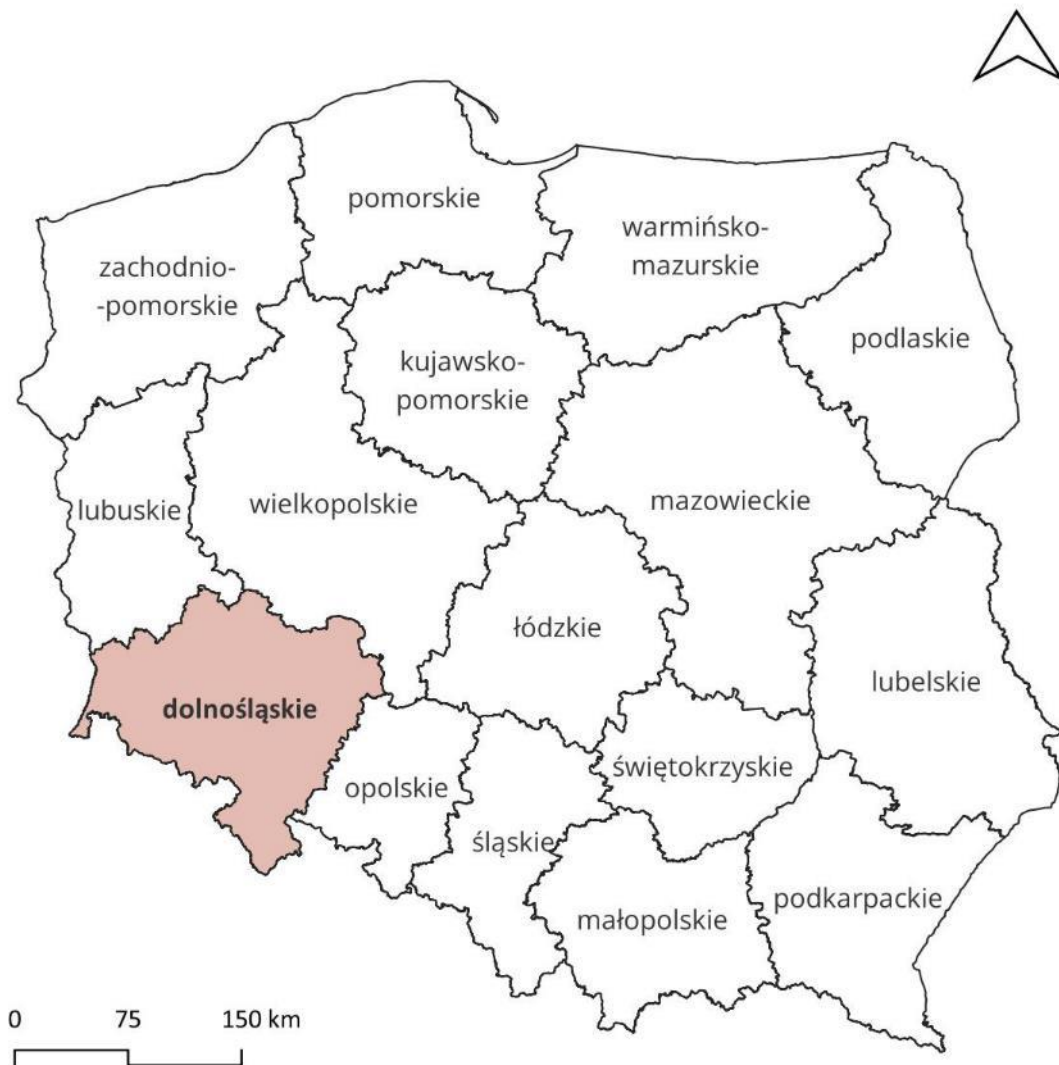 pomorskie
warmińsko-
mazurskie
zachodnio-
-pomorskie
podlaskie
kujawsko-
pomorskie
lubuskie
wielkopolskie
mazowieckie
łódzkie
lubelskie
dolnośląskie
świętokrzyskie
opolskie
śląskie
podkarpackie
małopolskie
0 75 150 km